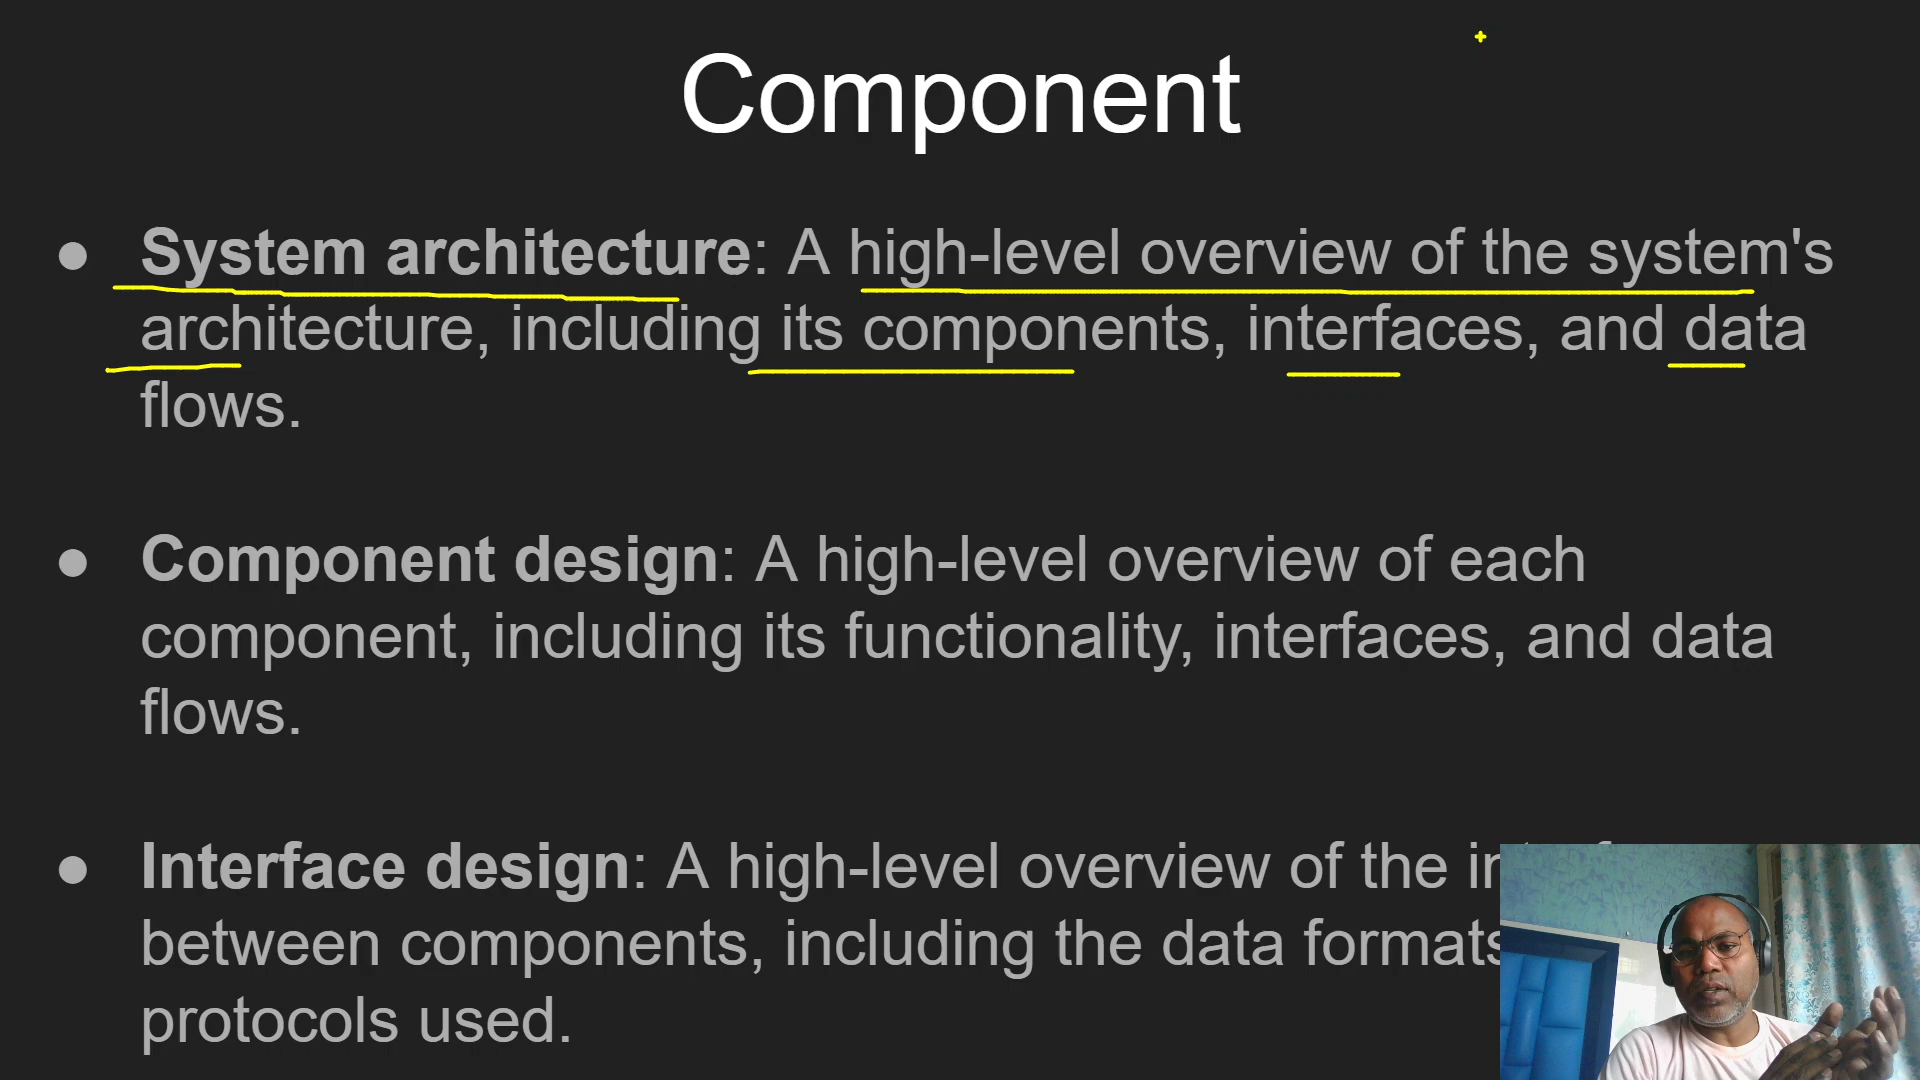 Component
● System architecture: A high-level overview of the system's
architecture, including its components, interfaces, and data
flows.
● Component design: A high-level overview of each
component, including its functionality, interfaces, and data
flows.
● Interface design: A high-level overview of the
between components, including the data formats
protocols used.